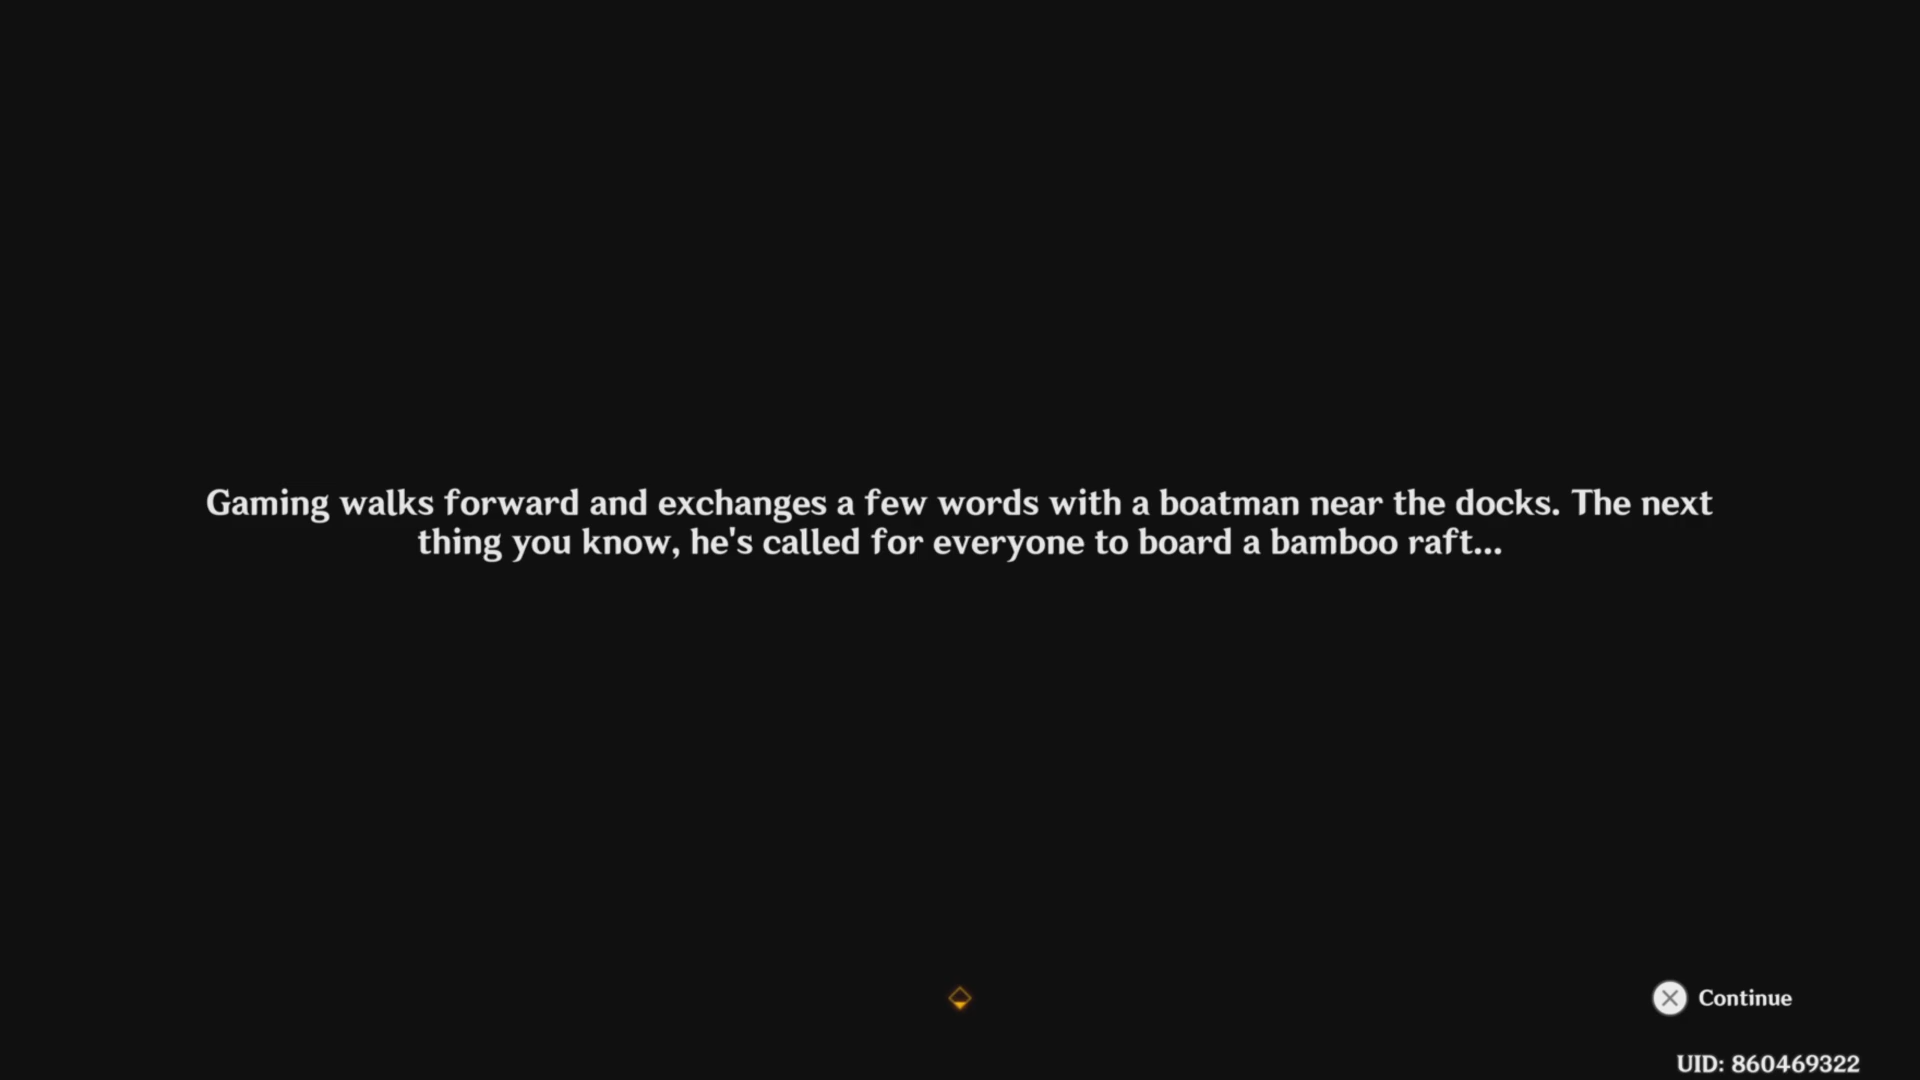 Gaming walks forward and exchanges a few words with a boatman near the docks. The next
thing you know, he's called for everyone to board a bamboo raft...
Continue
UID: 860469322